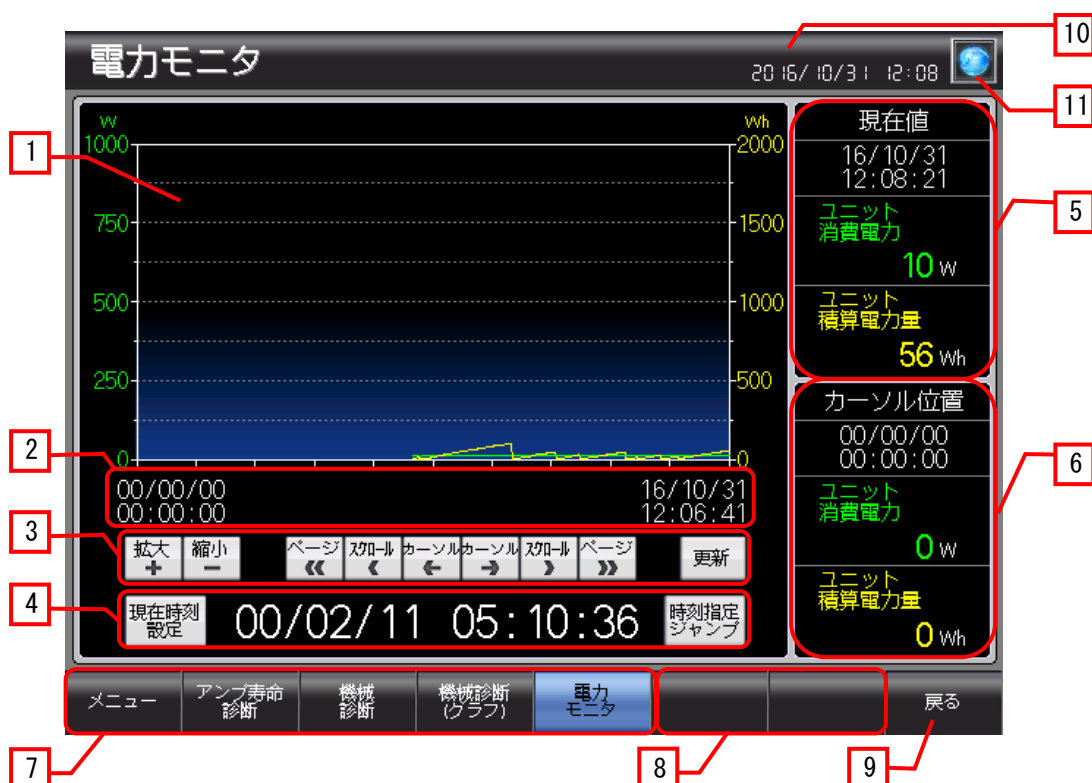 10
電力モニタ
2016/10/31 12:08
11
W
Wh
1000
2000
750
1500
500
1000
250
500
0
0
1
00/00/00
00:00:00
16/10/31
12:06:41
2
拡大
+
縮小
−
ページ
スクロール
カーソル
カーソル
スクロール
ページ
更新
3
現在時刻
設定
00/02/11 05:10:36
時刻指定
ジャンプ
4
現在値
16/10/31
12:08:21
ユニット
消費電力
10 W
ユニット
積算電力量
56 Wh
5
カーソル位置
00/00/00
00:00:00
ユニット
消費電力
0 W
ユニット
積算電力量
0 Wh
6
メニュー
アンプ寿命
診断
機械
診断
機械診断
(グラフ)
電力
モニタ
戻る
7
8
9